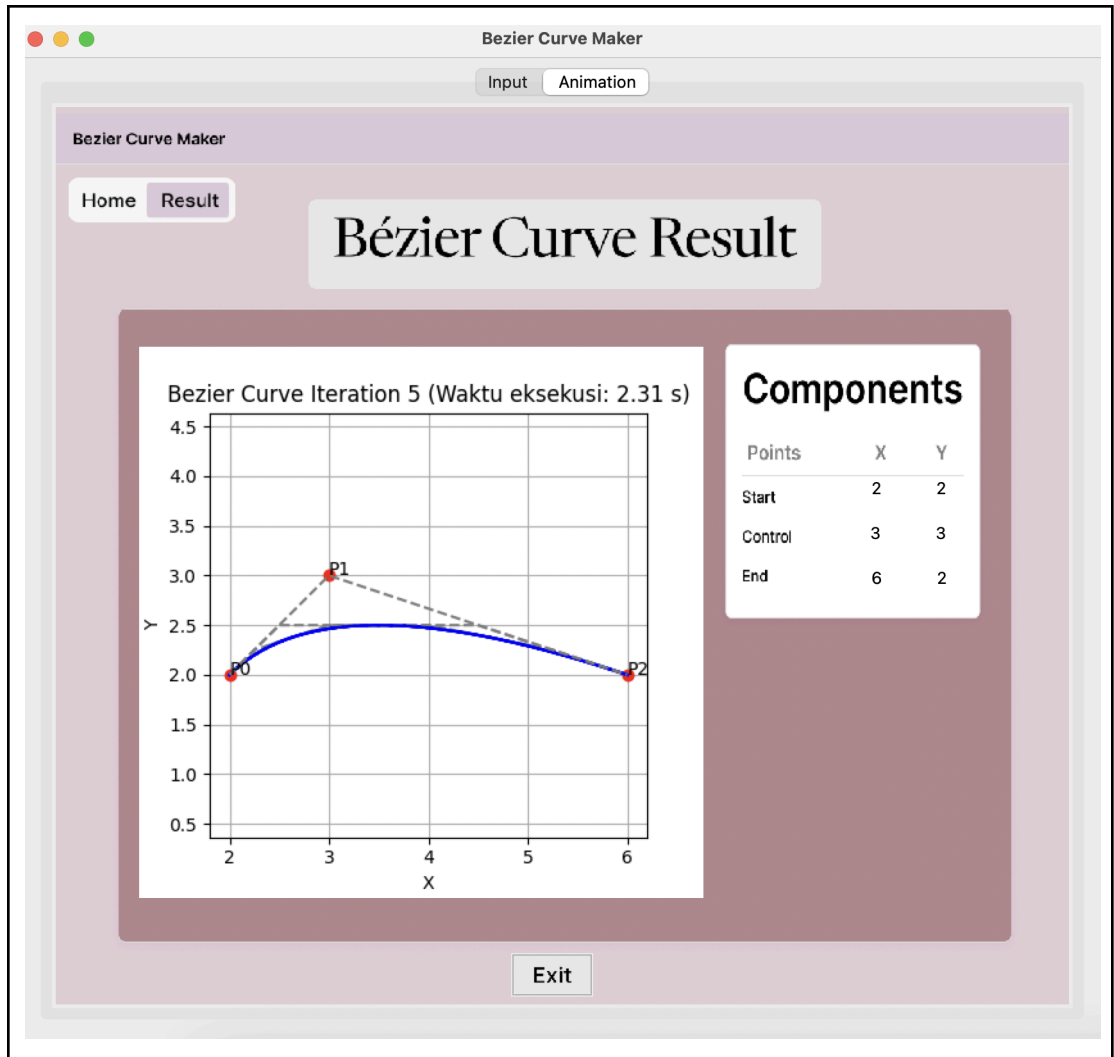 Bezier Curve Maker
Input Animation
Bezier Curve Maker
Home Result
Bézier Curve Result
Bezier Curve Iteration 5 (Waktu eksekusi: 2.31 s)
4.5
4.0
3.5
3.0
2.5
2.0
1.5
1.0
0.5
Y
P1
P0
P2
2 3 4 5 6
X
Components
Points X Y
Start 2 2
Control 3 3
End 6 2
Exit